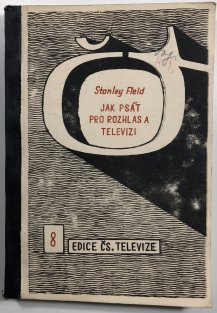 Stanley Field
JAK PSÁT
PRO ROZHLAS A
TELEVIZI
8
EDICE ČS. TELEVIZE